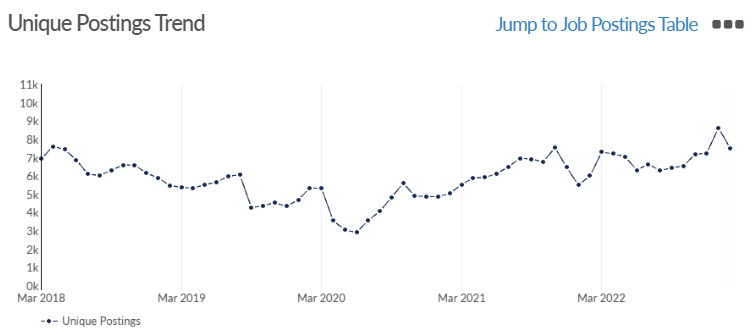 Unique Postings Trend
Jump to Job Postings Table
11k
10k
9k
8k
7k
6k
5k
4k
3k
2k
1k
0k
Mar 2018 Mar 2019 Mar 2020 Mar 2021 Mar 2022
Unique Postings